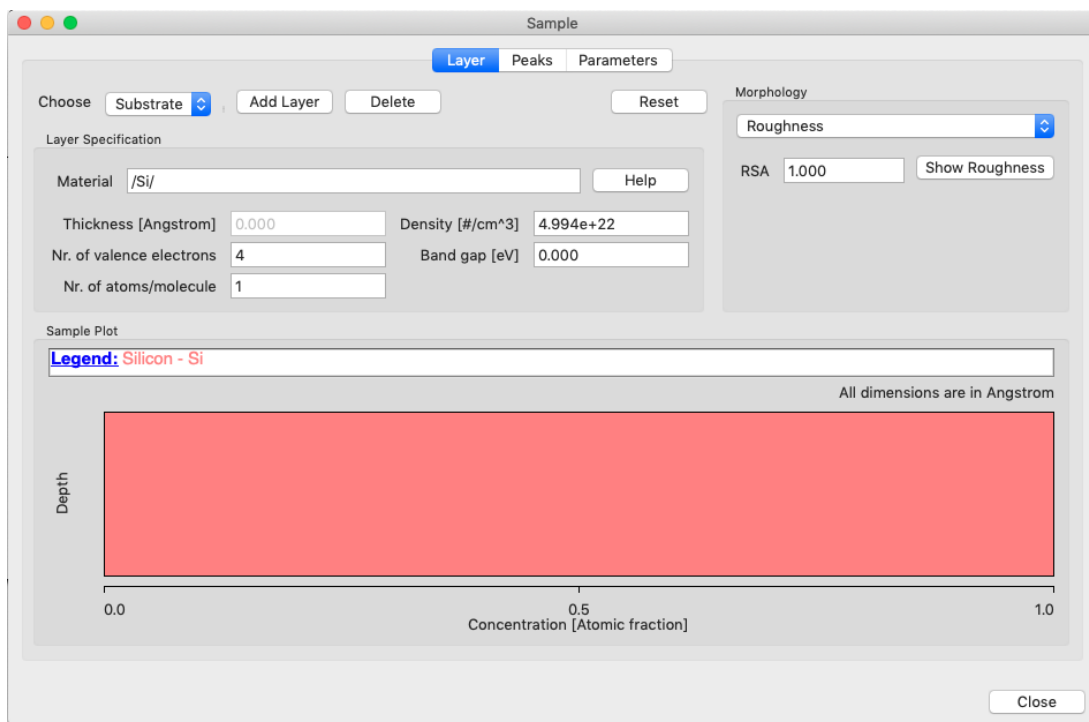 Sample
Layer Peaks Parameters
Choose Substrate , Add Layer Delete Reset
Layer Specification
Material /Si/ Help
Thickness [Angstrom] 0.000 Density [#/cm^3] 4.994e+22
Nr. of valence electrons 4 Band gap [eV] 0.000
Nr. of atoms/molecule 1
Morphology
Roughness
RSA 1.000 Show Roughness
Sample Plot
Legend: Silicon - Si
All dimensions are in Angstrom
Depth
0.0 0.5 1.0
Concentration [Atomic fraction]
Close